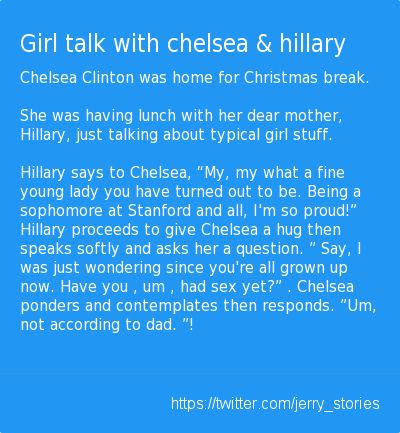 Girl talk with chelsea & hillary
Chelsea Clinton was home for Christmas break.
She was having lunch with her dear mother,
Hillary, just talking about typical girl stuff.
Hillary says to Chelsea, “My, my what a fine
young lady you have turned out to be. Being a
sophomore at Stanford and all, I'm so proud!”
Hillary proceeds to give Chelsea a hug then
speaks softly and asks her a question. ” Say, I
was just wondering since you're all grown up
now. Have you , um , had sex yet?” . Chelsea
ponders and contemplates then responds. ”Um,
not according to dad. ”!
https://twitter.com/jerry_stories